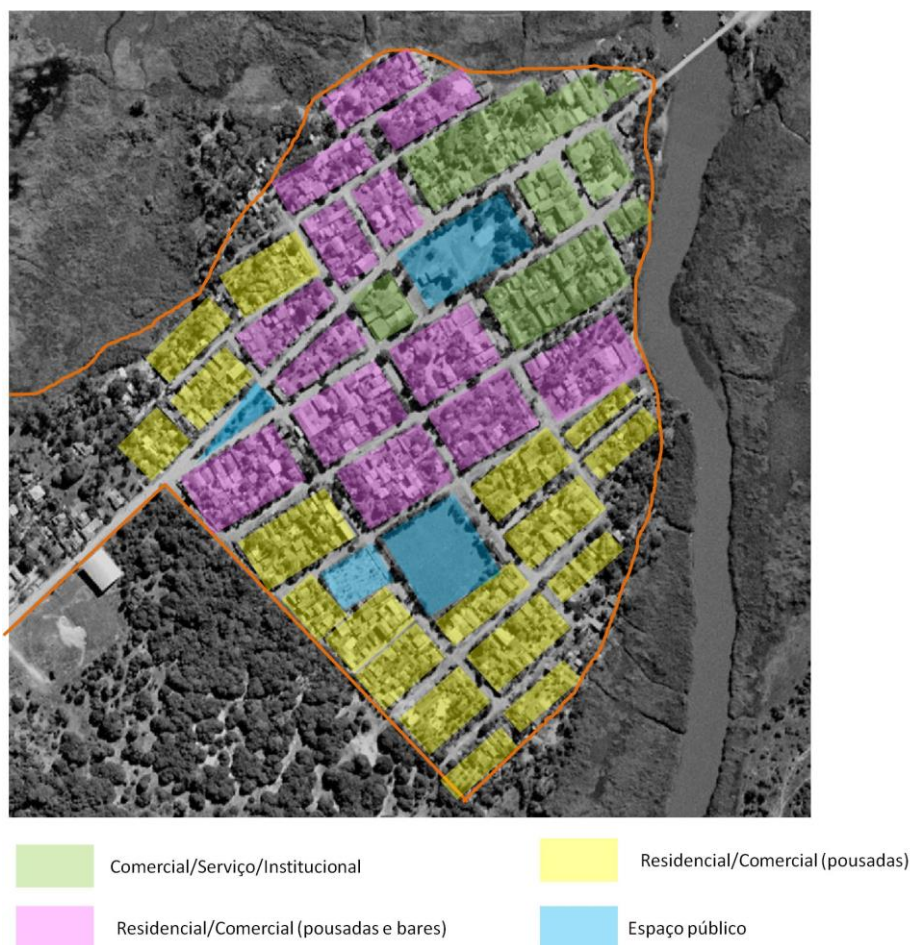 Comercial/Serviço/Institucional
Residencial/Comercial (pousadas)
Residencial/Comercial (pousadas e bares)
Espaço público